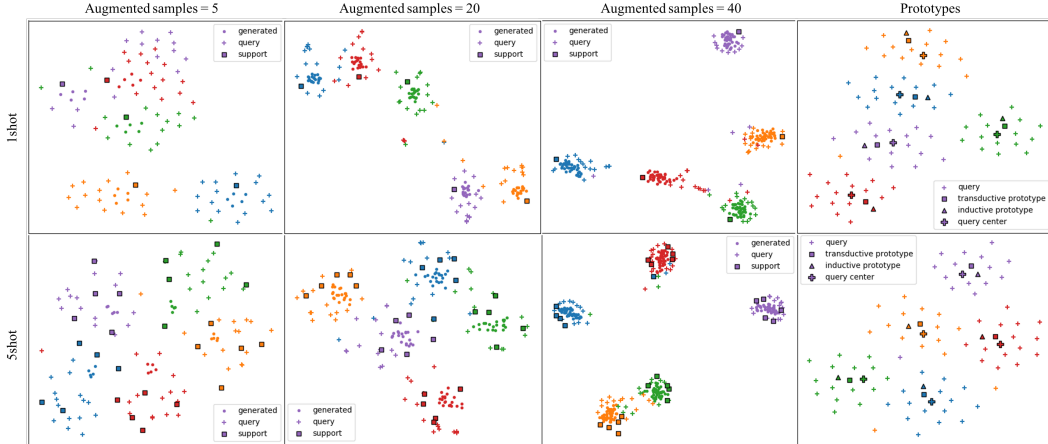 Augmented samples = 5
Augmented samples = 20
Augmented samples = 40
Prototypes
1shot
generated
query
support
generated
query
support
generated
query
support
query
transductive prototype
inductive prototype
query center
5shot
generated
query
support
generated
query
support
generated
query
support
query
transductive prototype
inductive prototype
query center